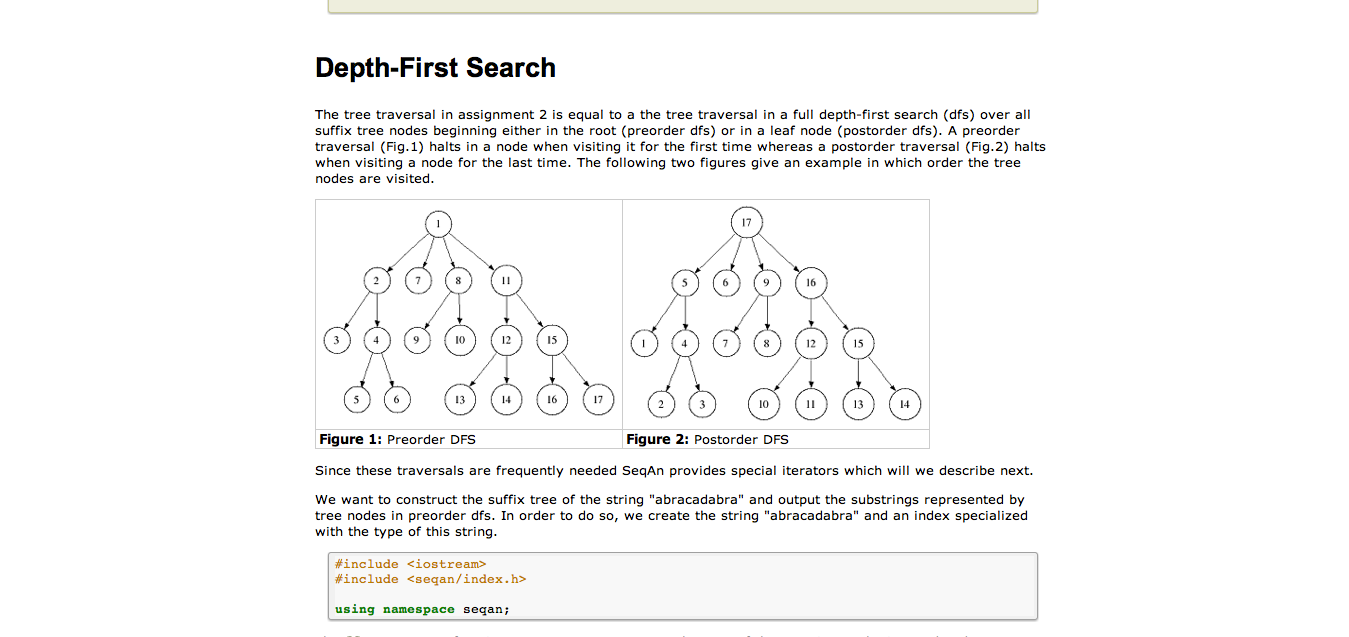 Depth-First Search
The tree traversal in assignment 2 is equal to a the tree traversal in a full depth-first search (dfs) over all
suffix tree nodes beginning either in the root (preorder dfs) or in a leaf node (postorder dfs). A preorder
traversal (Fig.1) halts in a node when visiting it for the first time whereas a postorder traversal (Fig.2) halts
when visiting a node for the last time. The following two figures give an example in which order the tree
nodes are visited.
1
2 7 8 11
3 4 9 10 12 15
5 6 13 14 16 17
Figure 1: Preorder DFS
17
5 6 9 16
1 4 7 8 12 15
2 3 10 11 13 14
Figure 2: Postorder DFS
Since these traversals are frequently needed SeqAn provides special iterators which will we describe next.
We want to construct the suffix tree of the string "abracadabra" and output the substrings represented by
tree nodes in preorder dfs. In order to do so, we create the string "abracadabra" and an index specialized
with the type of this string.
#include <iostream>
#include <seqan/index.h>
using namespace seqan;